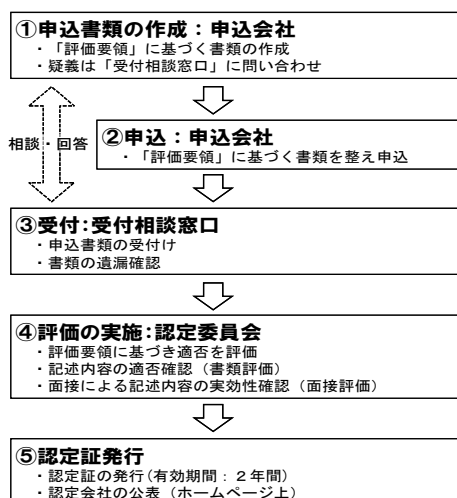 ①申込書類の作成：申込会社
・「評価要領」に基づく書類の作成
・疑義は「受付相談窓口」に問い合わせ
相談・回答
②申込：申込会社
・「評価要領」に基づく書類を整え申込
③受付：受付相談窓口
・申込書類の受付け
・書類の遺漏確認
④評価の実施：認定委員会
・評価要領に基づき適否を評価
・記述内容の適否確認（書類評価）
・面接による記述内容の実効性確認（面接評価）
⑤認定証発行
・認定証の発行(有効期間：２年間)
・認定会社の公表（ホームページ上）